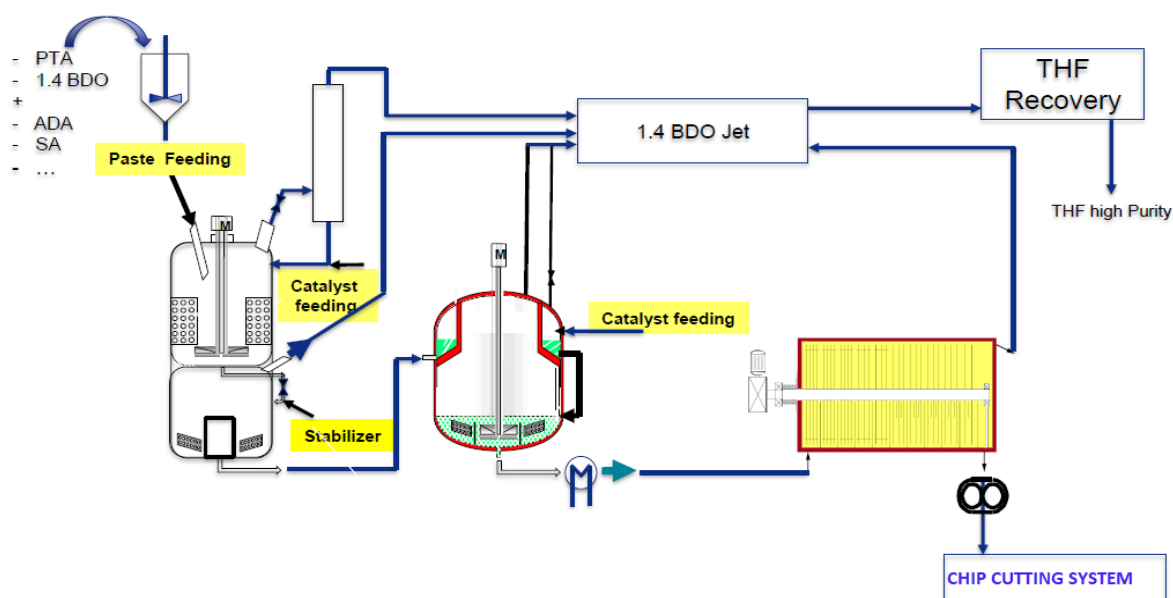 - PTA
- 1.4 BDO
+
- ADA
- SA
- ...
Paste Feeding
M
Catalyst
feeding
Stabilizer
1.4 BDO Jet
THF
Recovery
THF high Purity
M
Catalyst feeding
CHIP CUTTING SYSTEM